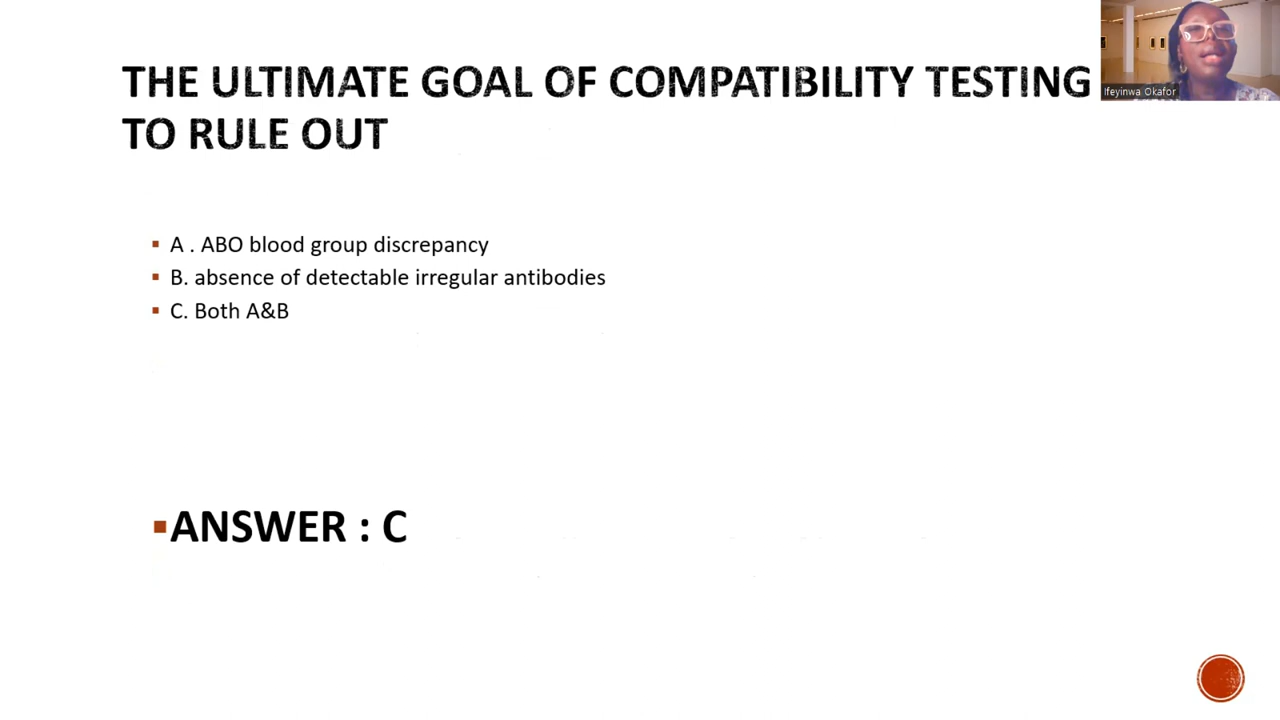 THE ULTIMATE GOAL OF COMPATIBILITY TESTING
TO RULE OUT
Ifeyinwa Okafor
▪ A . ABO blood group discrepancy
▪ B. absence of detectable irregular antibodies
▪ C. Both A&B
▪ANSWER : C